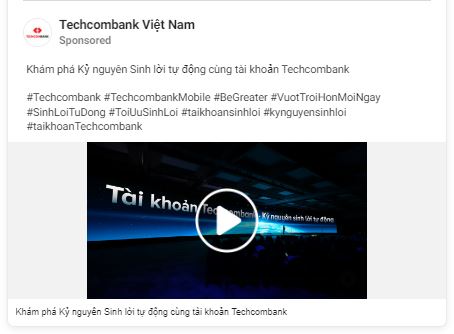 Techcombank Việt Nam
TECHCOMBANK
Sponsored
Khám phá Kỷ nguyên Sinh lời tự động cùng tài khoản Techcombank
#Techcombank #TechcombankMobile #BeGreater #VuotTroiHonMoiNgay
#SinhLoiTuDong #ToiUuSinhLoi #taikhoansinhloi #kynguyensinhloi
#taikhoanTechcombank
Tài khoản Techcombank - Kỷ nguyên sinh lời tự động
Khám phá Kỷ nguyên Sinh lời tự động cùng tài khoản Techcombank